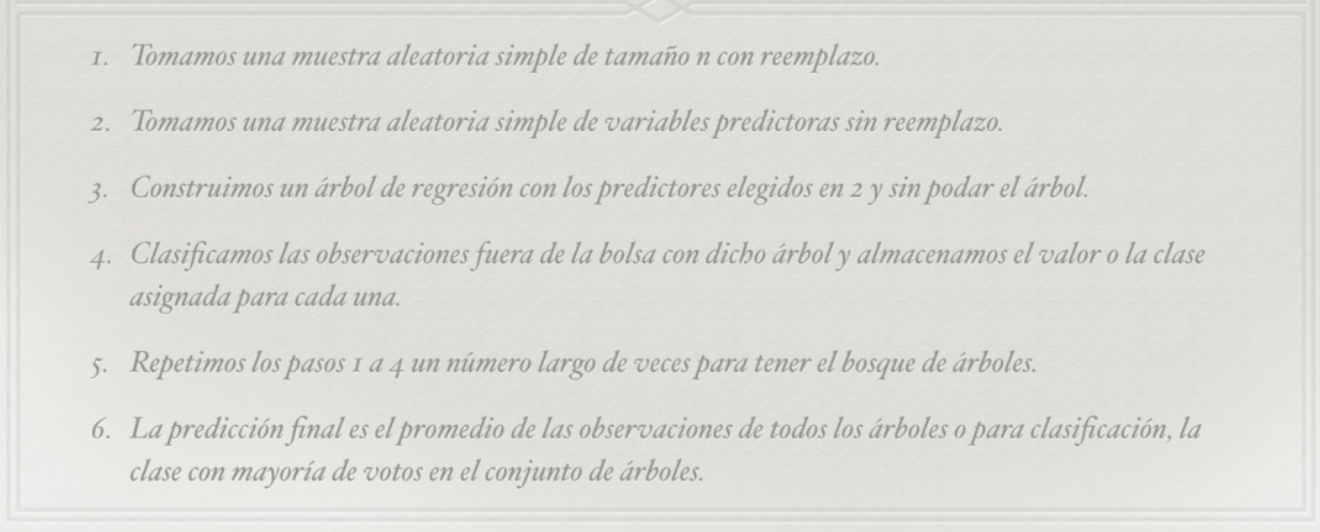 1. Tomamos una muestra aleatoria simple de tamaño n con reemplazo.
2. Tomamos una muestra aleatoria simple de variables predictoras sin reemplazo.
3. Construimos un árbol de regresión con los predictores elegidos en 2 y sin podar el árbol.
4. Clasificamos las observaciones fuera de la bolsa con dicho árbol y almacenamos el valor o la clase
asignada para cada una.
5. Repetimos los pasos 1 a 4 un número largo de veces para tener el bosque de árboles.
6. La predicción final es el promedio de las observaciones de todos los árboles o para clasificación, la
clase con mayoría de votos en el conjunto de árboles.